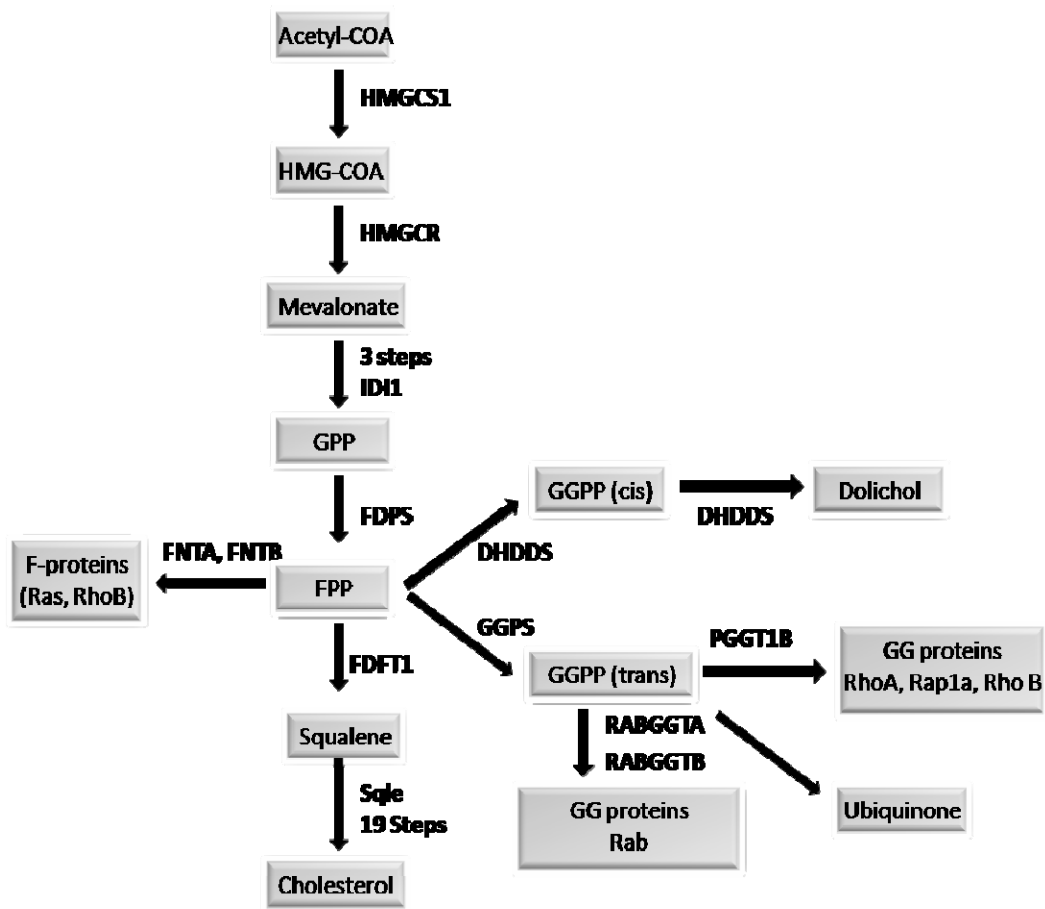 Acetyl-COA
HMGCS1
HMG-COA
HMGCR
Mevalonate
3 steps
IDI1
GPP
FDPS
GGPP (cis)
DHDDS
Dolichol
DHDDS
FNTA, FNTB
F-proteins
(Ras, RhoB)
FPP
GGPS
FDFT1
GGPP (trans)
PGGT1B
GG proteins
RhoA, Rap1a, Rho B
RABGGTA
RABGGTB
GG proteins
Rab
Ubiquinone
Squalene
Sqle
19 Steps
Cholesterol